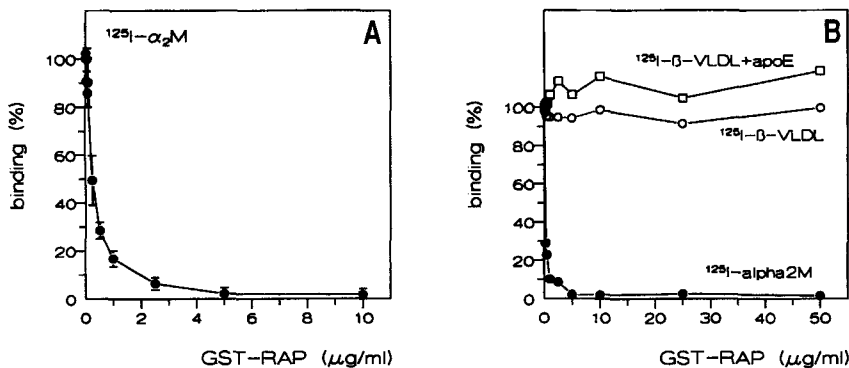 A
¹²⁵I-α₂M
100
80
60
40
20
0
binding (%)
0 2 4 6 8 10
GST-RAP (μg/ml)
B
¹²⁵I-ß-VLDL+apoE
¹²⁵I-ß-VLDL
¹²⁵I-alpha2M
100
80
60
40
20
0
binding (%)
0 10 20 30 40 50
GST-RAP (μg/ml)